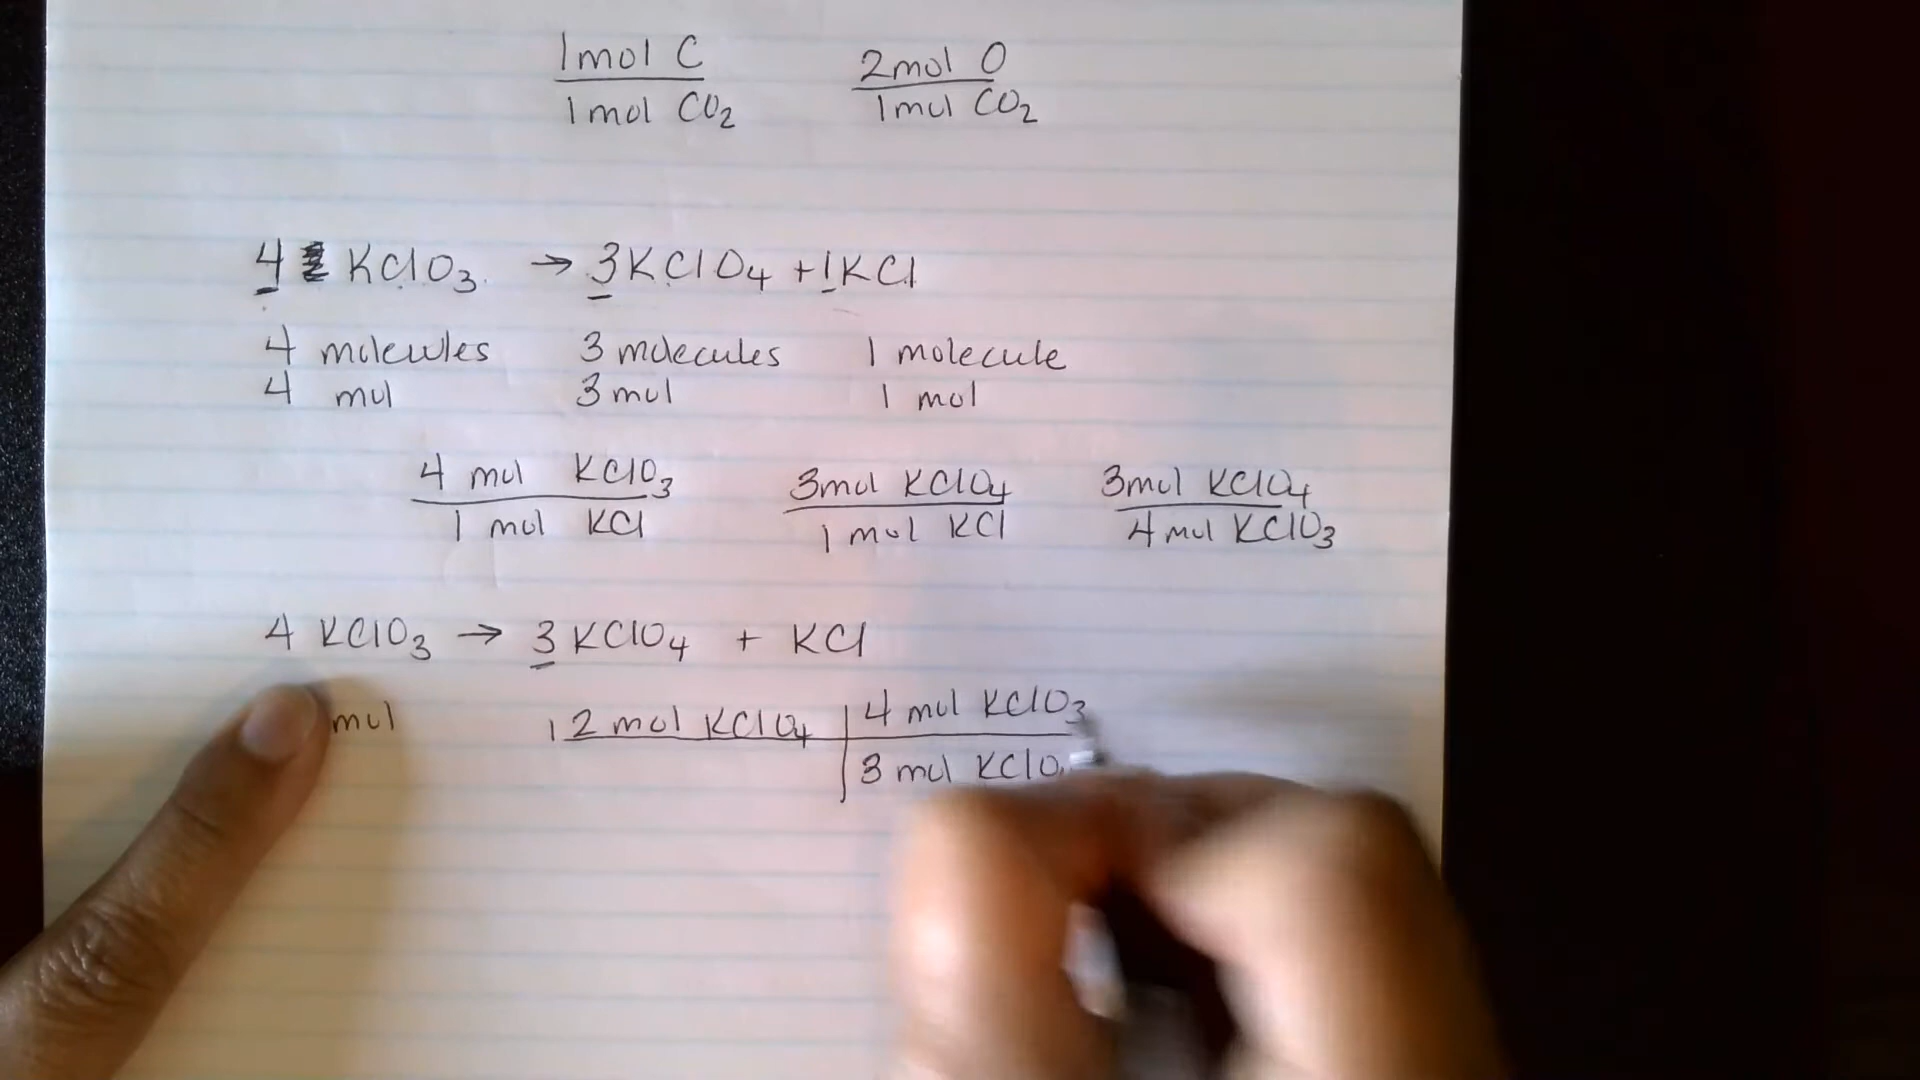 1mol C 2mol O
1mol CO2 1mol CO2
4 KClO3 → 3KClO4 + 1KCl
4 molecules 3 molecules 1 molecule
4 mol 3 mol 1 mol
4 mol KClO3 3mol KClO4 3mol KClO4
1 mol KCl 1 mol KCl 4 mol KClO3
4 KClO3 → 3 KClO4 + KCl
mol 12 mol KClO4 4 mol KClO3
3 mol KClO